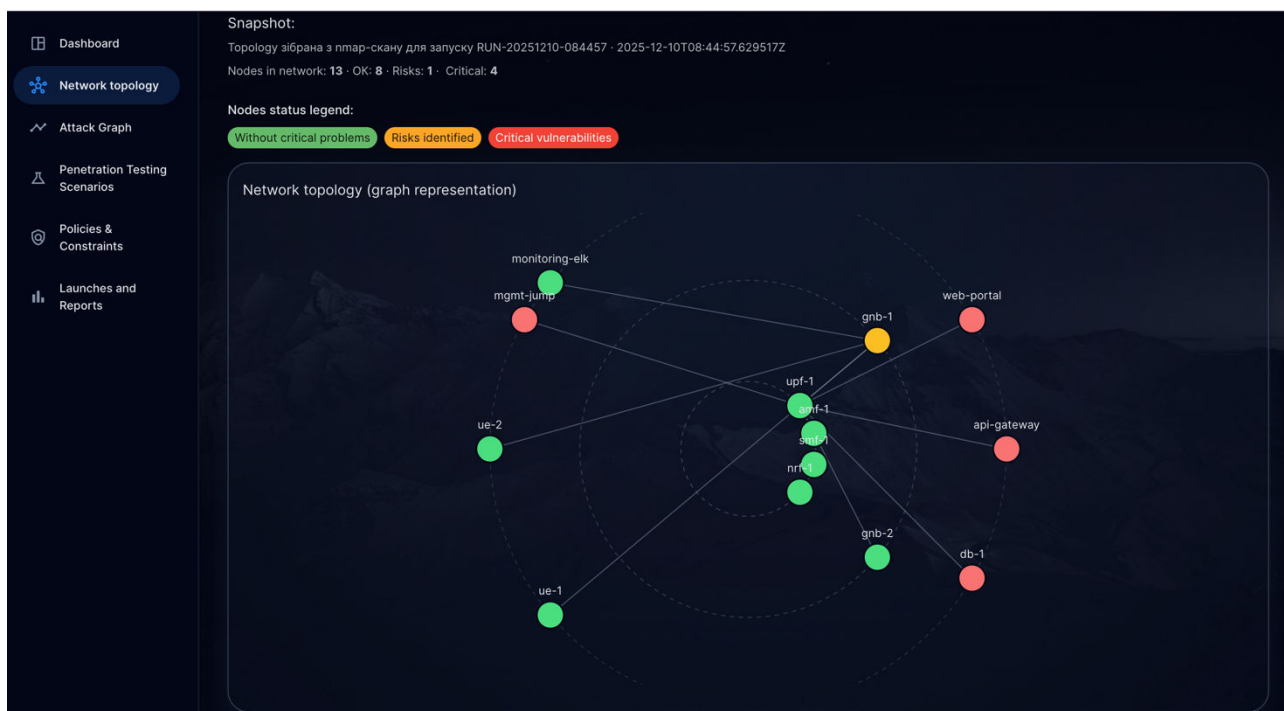 Dashboard
Network topology
Attack Graph
Penetration Testing
Scenarios
Policies &
Constraints
Launches and
Reports
Snapshot:
Topology зібрана з nmap-скану для запуску RUN-20251210-084457 · 2025-12-10T08:44:57.629517Z
Nodes in network: 13 · OK: 8 · Risks: 1 · Critical: 4
Nodes status legend:
Without critical problems
Risks identified
Critical vulnerabilities
Network topology (graph representation)
monitoring-elk
mgmt-jump
web-portal
gnb-1
upf-1
amf-1
ue-2
api-gateway
smf-1
nrf-1
gnb-2
db-1
ue-1